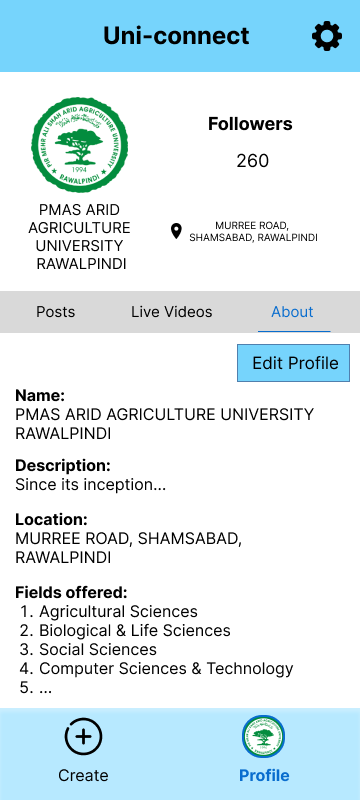 Uni-connect
PIR MEHR ALI SHAH ARID AGRICULTURE UNIVERSITY
1994
RAWALPINDI
PMAS ARID
AGRICULTURE
UNIVERSITY
RAWALPINDI
Followers
260
MURREE ROAD,
SHAMSABAD, RAWALPINDI
Posts
Live Videos
About
Edit Profile
Name:
PMAS ARID AGRICULTURE UNIVERSITY
RAWALPINDI
Description:
Since its inception...
Location:
MURREE ROAD, SHAMSABAD,
RAWALPINDI
Fields offered:
1. Agricultural Sciences
2. Biological & Life Sciences
3. Social Sciences
4. Computer Sciences & Technology
5. ...
Create
Profile